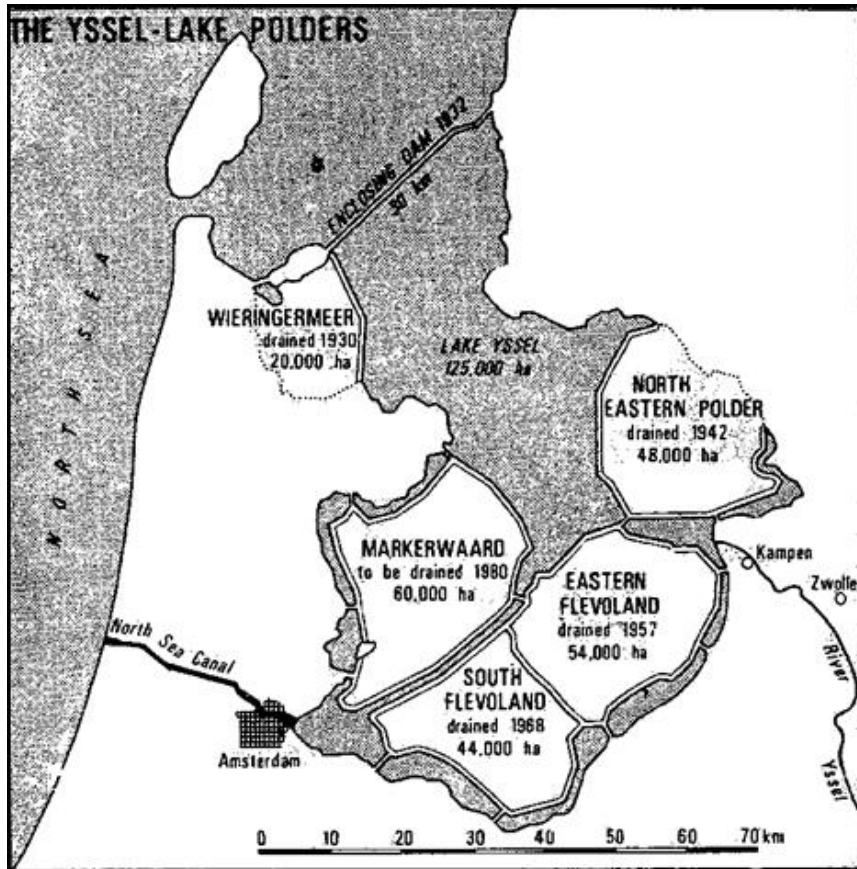 THE YSSEL-LAKE POLDERS
ENCLOSING DAM 1932
30 km
NORTH SEA
WIERINGERMEER
drained 1930
20.000 ha
LAKE YSSEL
125,000 ha
NORTH
EASTERN POLDER
drained 1942
48,000 ha
MARKERWAARD
to be drained 1980
60,000 ha
EASTERN
FLEVOLAND
drained 1957
54,000 ha
Kampen
Zwolle
North Sea Canal
SOUTH
FLEVOLAND
drained 1968
44,000 ha
River
Yssel
Amsterdam
0 10 20 30 40 50 60 70 km